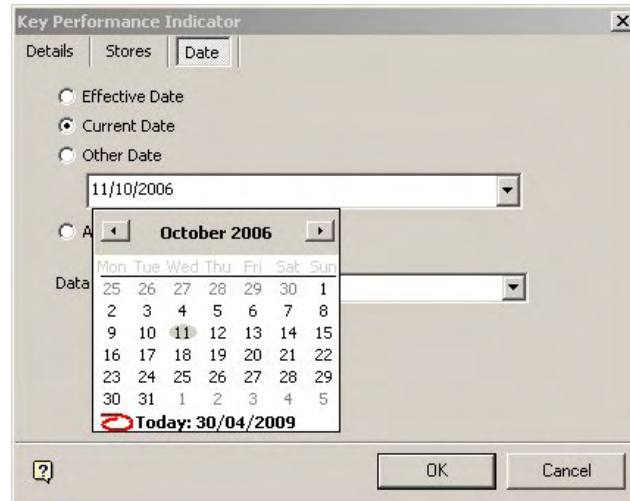 Key Performance Indicator
Details Stores Date
Effective Date
Current Date
Other Date
11/10/2006
A
October 2006
Mon Tue Wed Thu Fri Sat Sun
Data
25 26 27 28 29 30 1
2 3 4 5 6 7 8
9 10 11 12 13 14 15
16 17 18 19 20 21 22
23 24 25 26 27 28 29
30 31 1 2 3 4 5
Today: 30/04/2009
OK Cancel